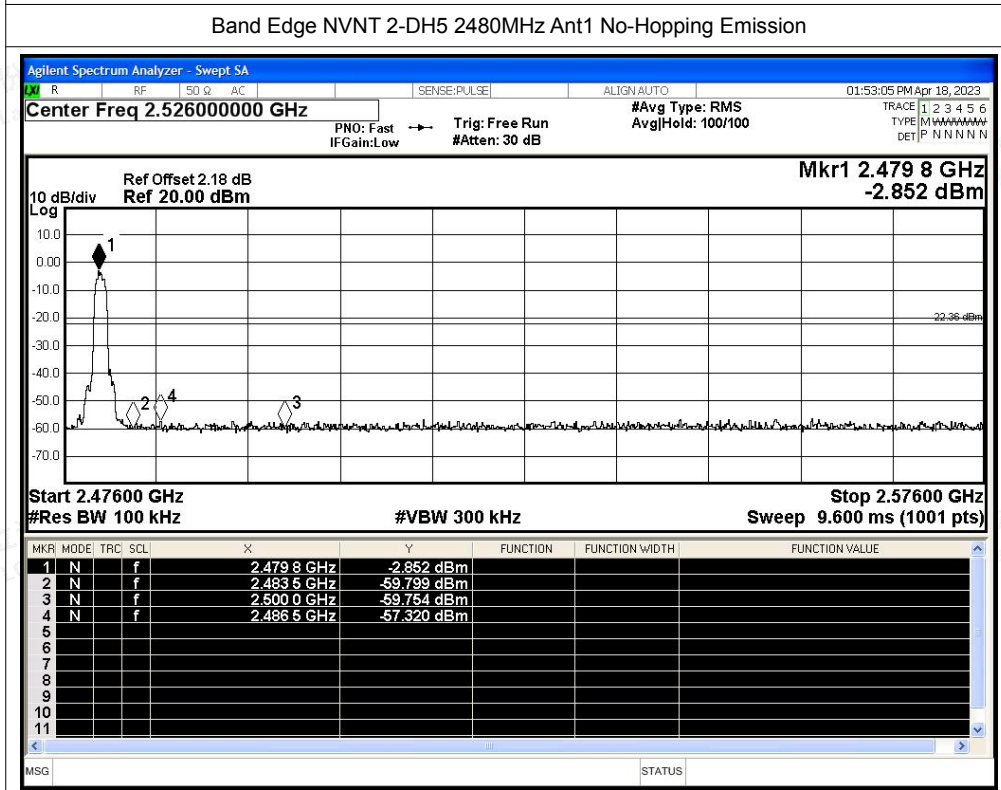 Band Edge NVNT 2-DH5 2480MHz Ant1 No-Hopping Emission
Agilent Spectrum Analyzer - Swept SA
LXI R RF 50 Ω AC SENSE:PULSE ALIGN AUTO 01:53:05 PM Apr 18, 2023
Center Freq 2.526000000 GHz #Avg Type: RMS TRACE 1 2 3 4 5 6
PNO: Fast Trig: Free Run Avg|Hold: 100/100 TYPE M WWWWW
IFGain:Low #Atten: 30 dB DET P N N N N N
Mkr1 2.479 8 GHz
-2.852 dBm
Ref Offset 2.18 dB
10 dB/div Ref 20.00 dBm
Log
10.0
1
0.00
-10.0
-20.0
22.36 dBm
-30.0
-40.0
-50.0
2 4 3
-60.0
-70.0
Start 2.47600 GHz Stop 2.57600 GHz
#Res BW 100 kHz #VBW 300 kHz Sweep 9.600 ms (1001 pts)
MKR MODE TRC SCL X Y FUNCTION FUNCTION WIDTH FUNCTION VALUE
1 N f 2.479 8 GHz -2.852 dBm
2 N f 2.483 5 GHz -59.799 dBm
3 N f 2.500 0 GHz -59.754 dBm
4 N f 2.486 5 GHz -57.320 dBm
5
6
7
8
9
10
11
MSG STATUS